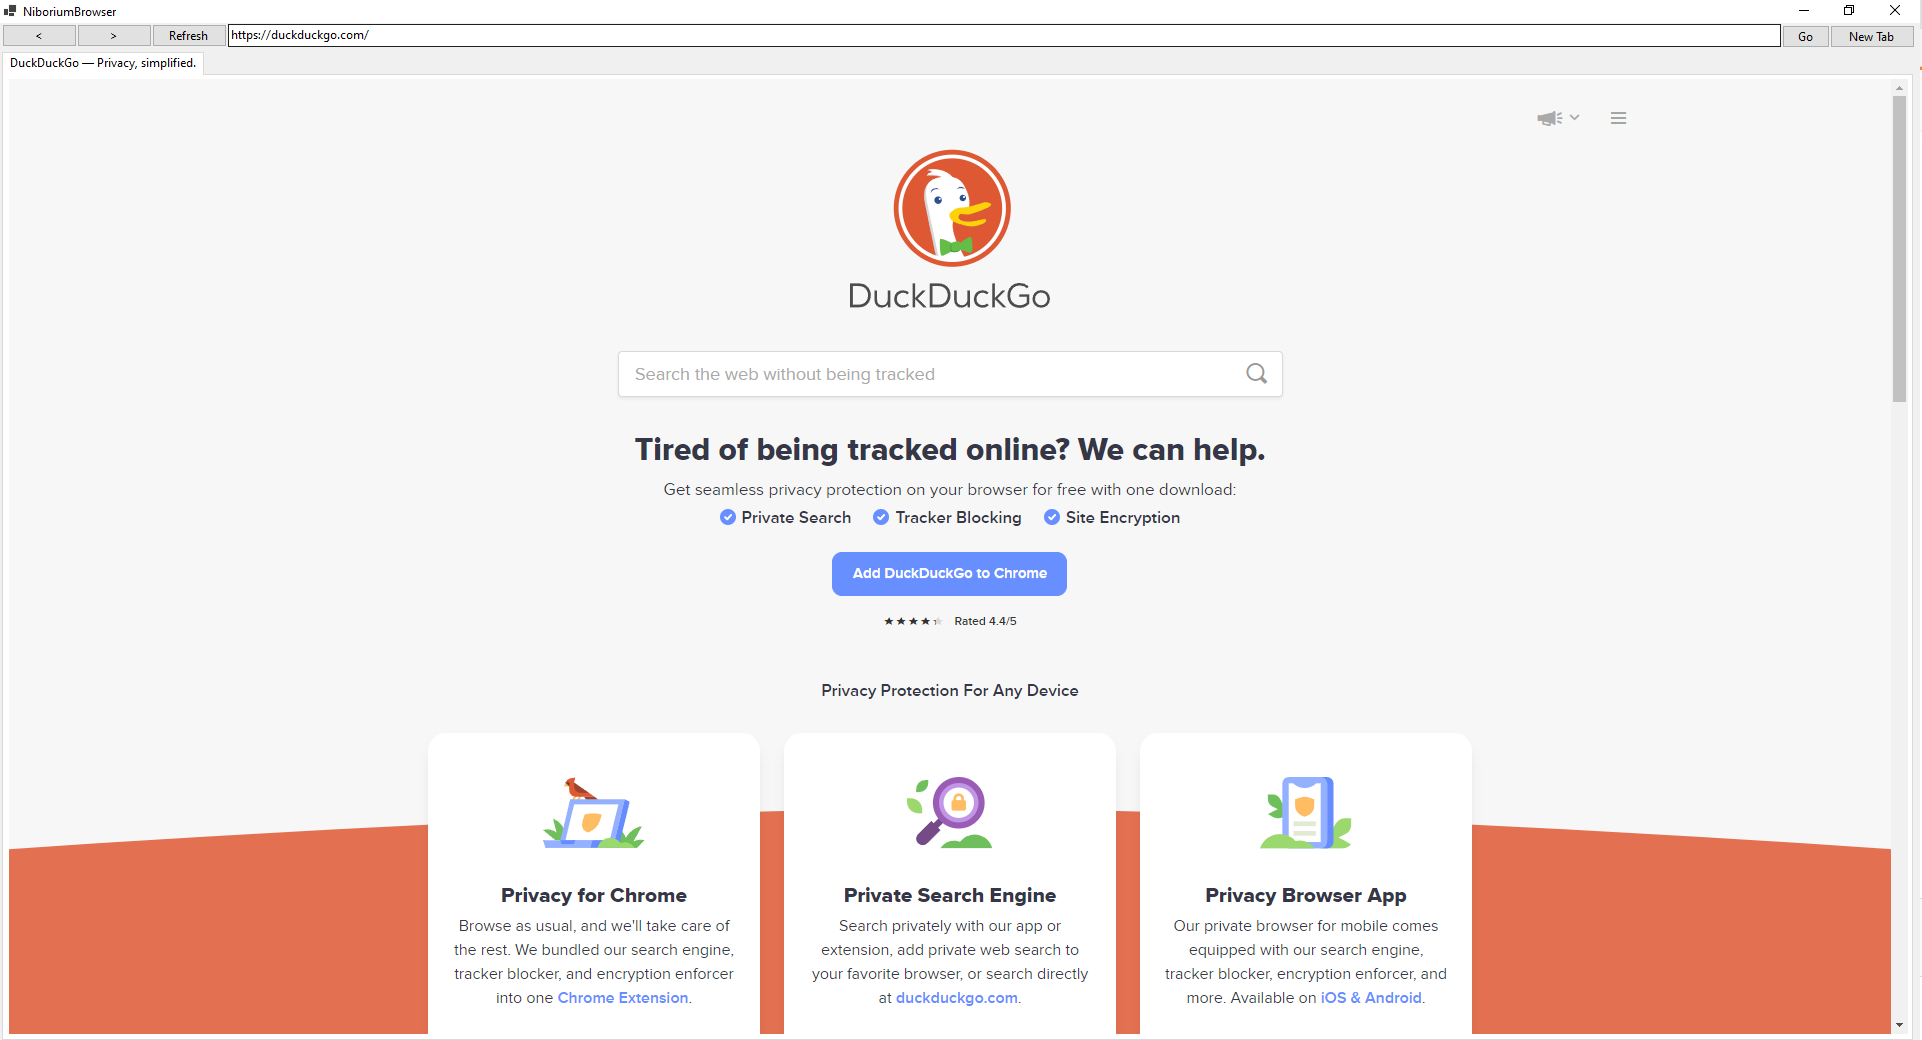 NiboriumBrowser
< > Refresh https://duckduckgo.com/ Go New Tab
DuckDuckGo — Privacy, simplified.
DuckDuckGo
Search the web without being tracked
Tired of being tracked online? We can help.
Get seamless privacy protection on your browser for free with one download:
Private Search Tracker Blocking Site Encryption
Add DuckDuckGo to Chrome
Rated 4.4/5
Privacy Protection For Any Device
Privacy for Chrome
Browse as usual, and we'll take care of
the rest. We bundled our search engine,
tracker blocker, and encryption enforcer
into one Chrome Extension.
Private Search Engine
Search privately with our app or
extension, add private web search to
your favorite browser, or search directly
at duckduckgo.com.
Privacy Browser App
Our private browser for mobile comes
equipped with our search engine,
tracker blocker, encryption enforcer, and
more. Available on iOS & Android.